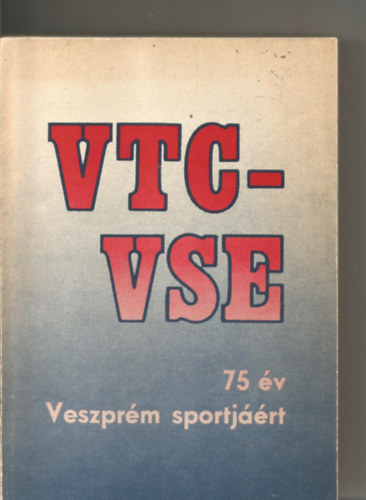 VTC-
VSE
75 év
Veszprém sportjáért